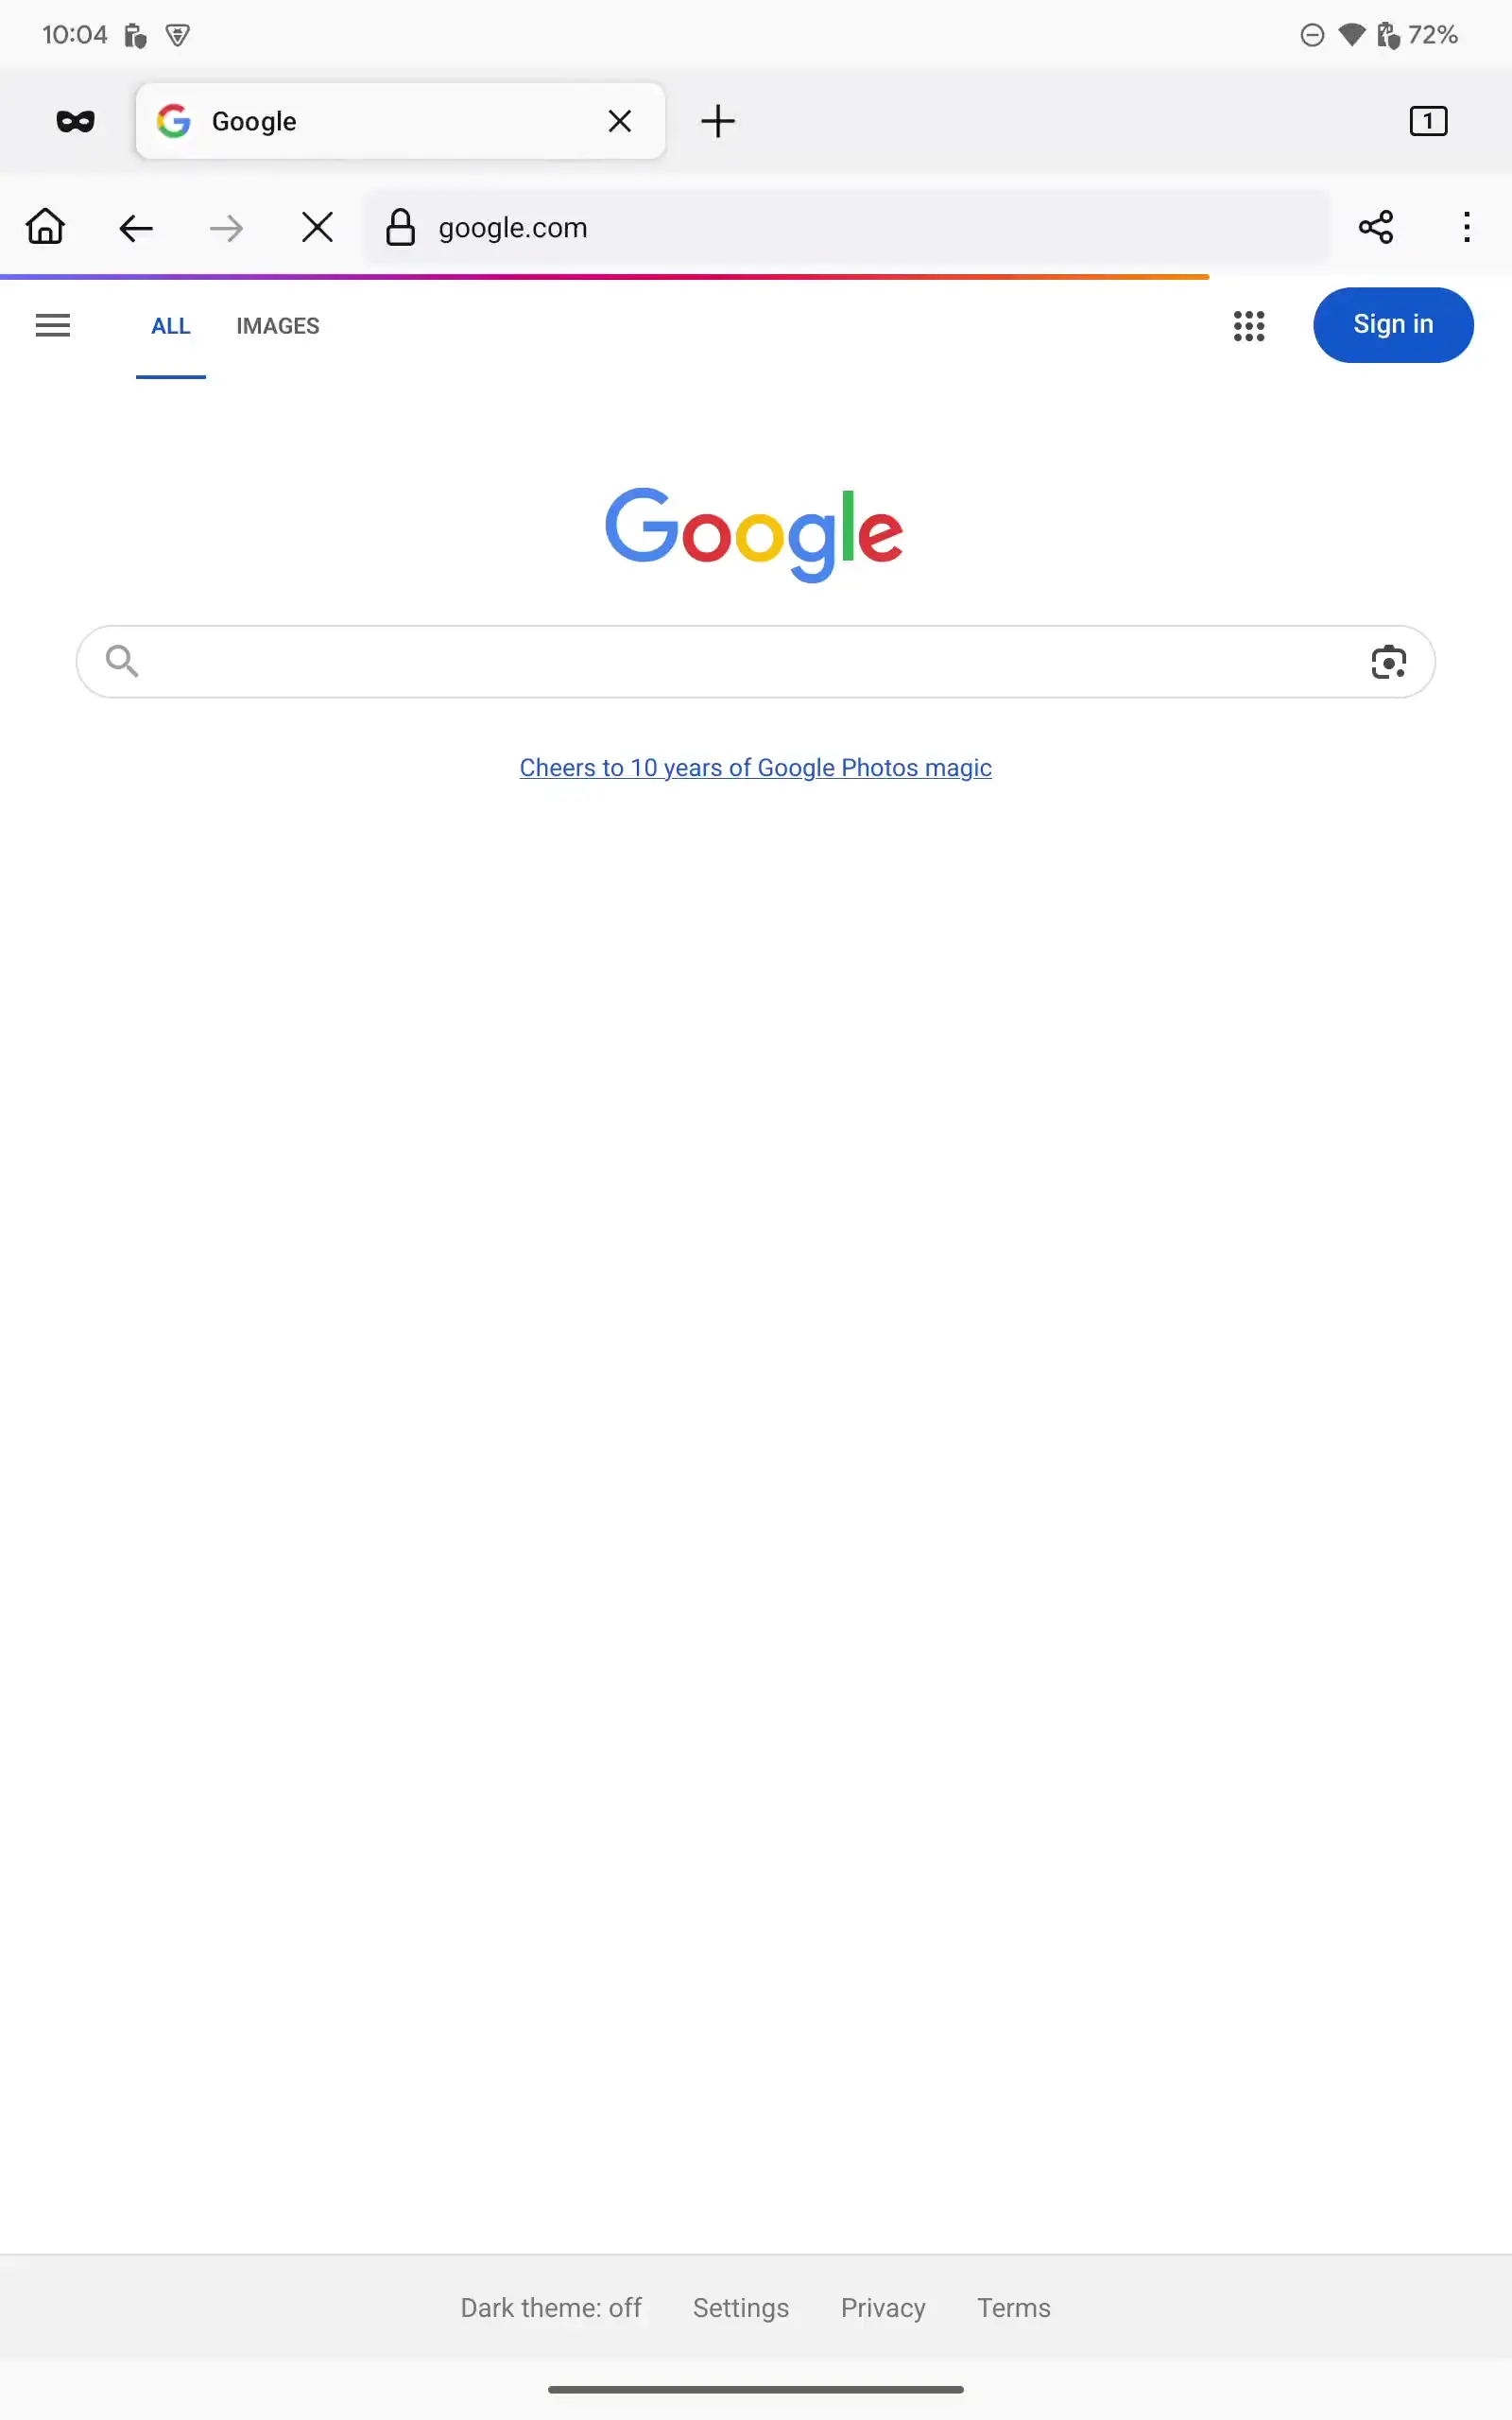 10:04
72%
Google
1
google.com
ALL IMAGES
Sign in
Google
Cheers to 10 years of Google Photos magic
Dark theme: off Settings Privacy Terms